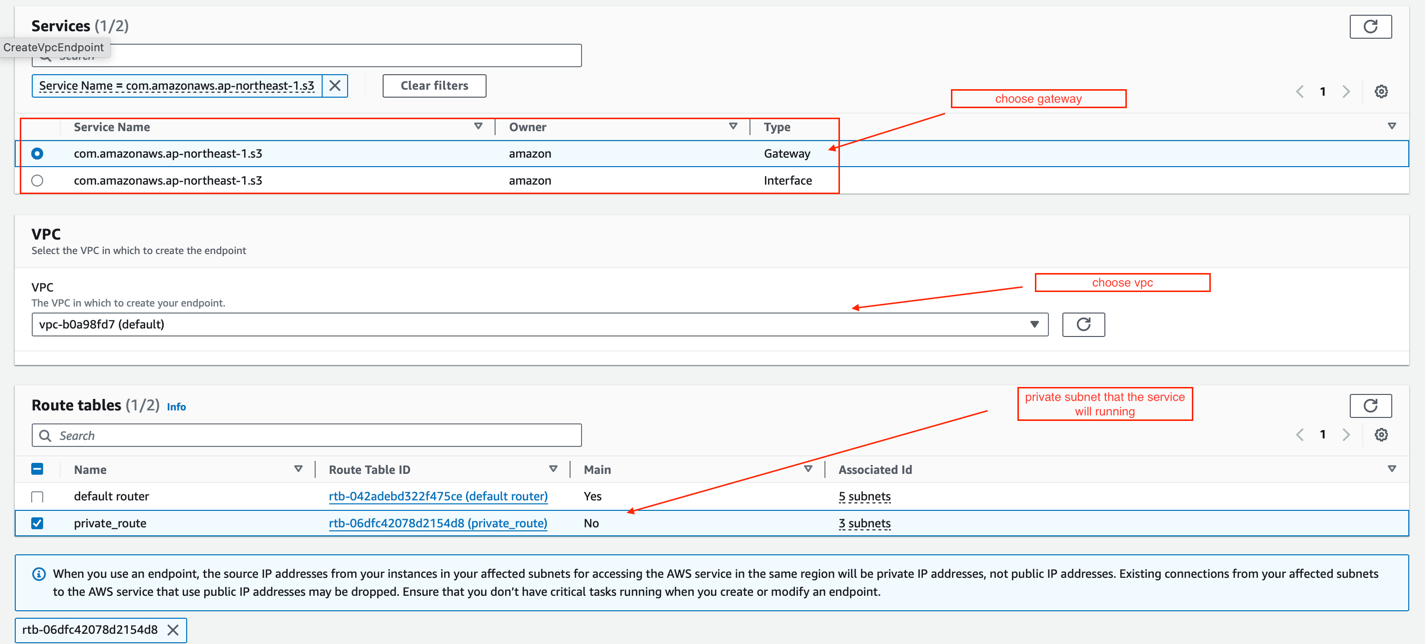 Services (1/2)
CreateVpcEndpoint
Search
Service Name = com.amazonaws.ap-northeast-1.s3
Clear filters
1
choose gateway
Service Name Owner Type
com.amazonaws.ap-northeast-1.s3 amazon Gateway
com.amazonaws.ap-northeast-1.s3 amazon Interface
VPC
Select the VPC in which to create the endpoint
VPC
The VPC in which to create your endpoint.
choose vpc
vpc-b0a98fd7 (default)
Route tables (1/2) Info
private subnet that the service
will running
Search
1
Name Route Table ID Main Associated Id
default router rtb-042adebd322f475ce (default router) Yes 5 subnets
private_route rtb-06dfc42078d2154d8 (private_route) No 3 subnets
When you use an endpoint, the source IP addresses from your instances in your affected subnets for accessing the AWS service in the same region will be private IP addresses, not public IP addresses. Existing connections from your affected subnets
to the AWS service that use public IP addresses may be dropped. Ensure that you don't have critical tasks running when you create or modify an endpoint.
rtb-06dfc42078d2154d8